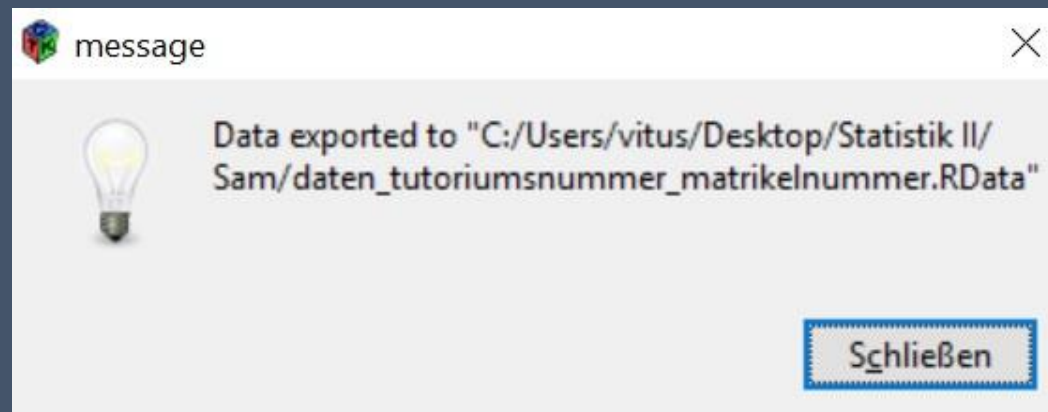 message
Data exported to "C:/Users/vitus/Desktop/Statistik II/
Sam/daten_tutoriumsnummer_matrikelnummer.RData"
Schließen